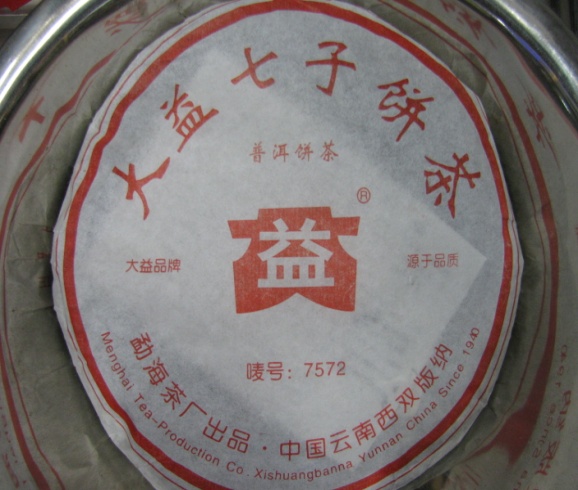 大益七子饼茶
普洱饼茶
®
益
大益品牌
源于品质
唛号：7572
勐海茶厂出品·中国云南西双版纳
Menghai Tea-Production Co. Xishuangbanna Yunnan China Since 1940